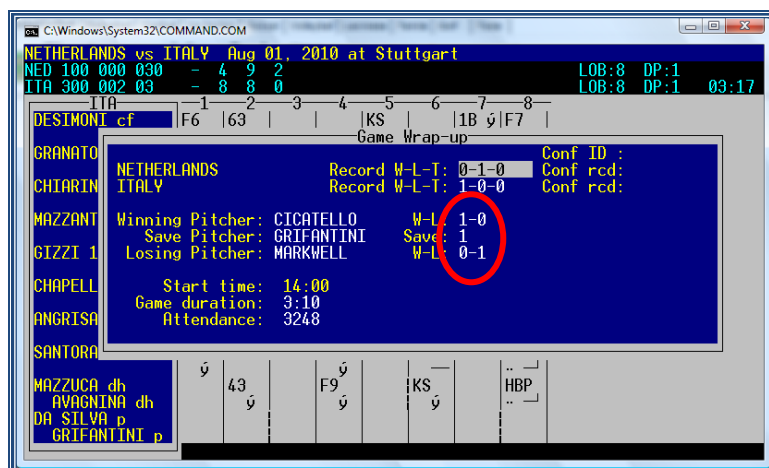 C:\Windows\System32\COMMAND.COM
NETHERLANDS vs ITALY Aug 01, 2010 at Stuttgart
NED 100 000 030 - 4 9 2 LOB:8 DP:1
ITA 300 002 03 - 8 8 0 LOB:8 DP:1 03:17
ITA 1 2 3 4 5 6 7 8
DESIMONI cf F6 63 KS 1B ý F7
Game Wrap-up
GRANATO Conf ID :
NETHERLANDS Record W-L-T: 0-1-0 Conf rcd:
CHIARIN ITALY Record W-L-T: 1-0-0 Conf rcd:
MAZZANT Winning Pitcher: CICATELLO W-L: 1-0
Save Pitcher: GRIFANTINI Save: 1
GIZZI 1 Losing Pitcher: MARKWELL W-L: 0-1
CHAPELL Start time: 14:00
Game duration: 3:10
ANGRISA Attendance: 3248
SANTORA
ý ý
MAZZUCA dh 43 F9 KS HBP
AVAGNINA dh ý ý ý
DA SILVA p
GRIFANTINI p